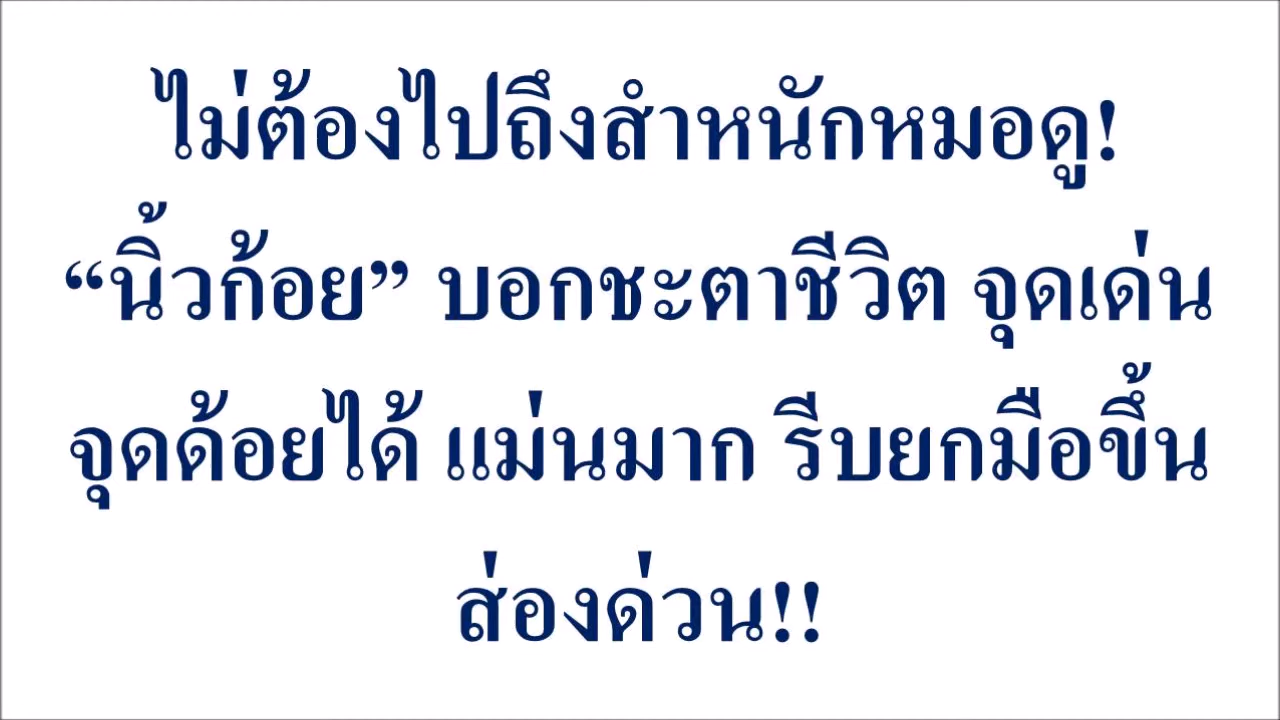 ไม่ต้องไปถึงสำหนักหมอดู!
“นิ้วก้อย” บอกชะตาชีวิต จุดเด่น
จุดด้อยได้ แม่นมาก รีบยกมือขึ้น
ส่องด่วน!!